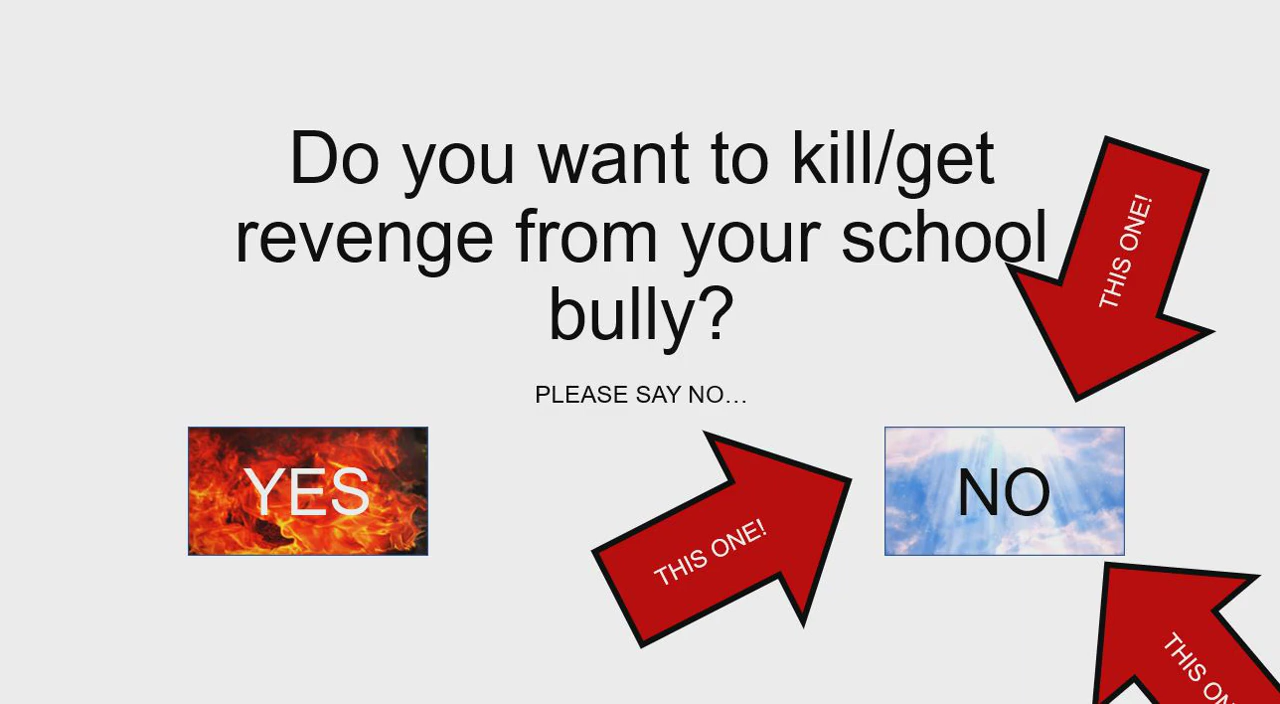 Do you want to kill/get
revenge from your school
bully?
PLEASE SAY NO…
THIS ONE!
YES
NO
THIS ONE!
THIS